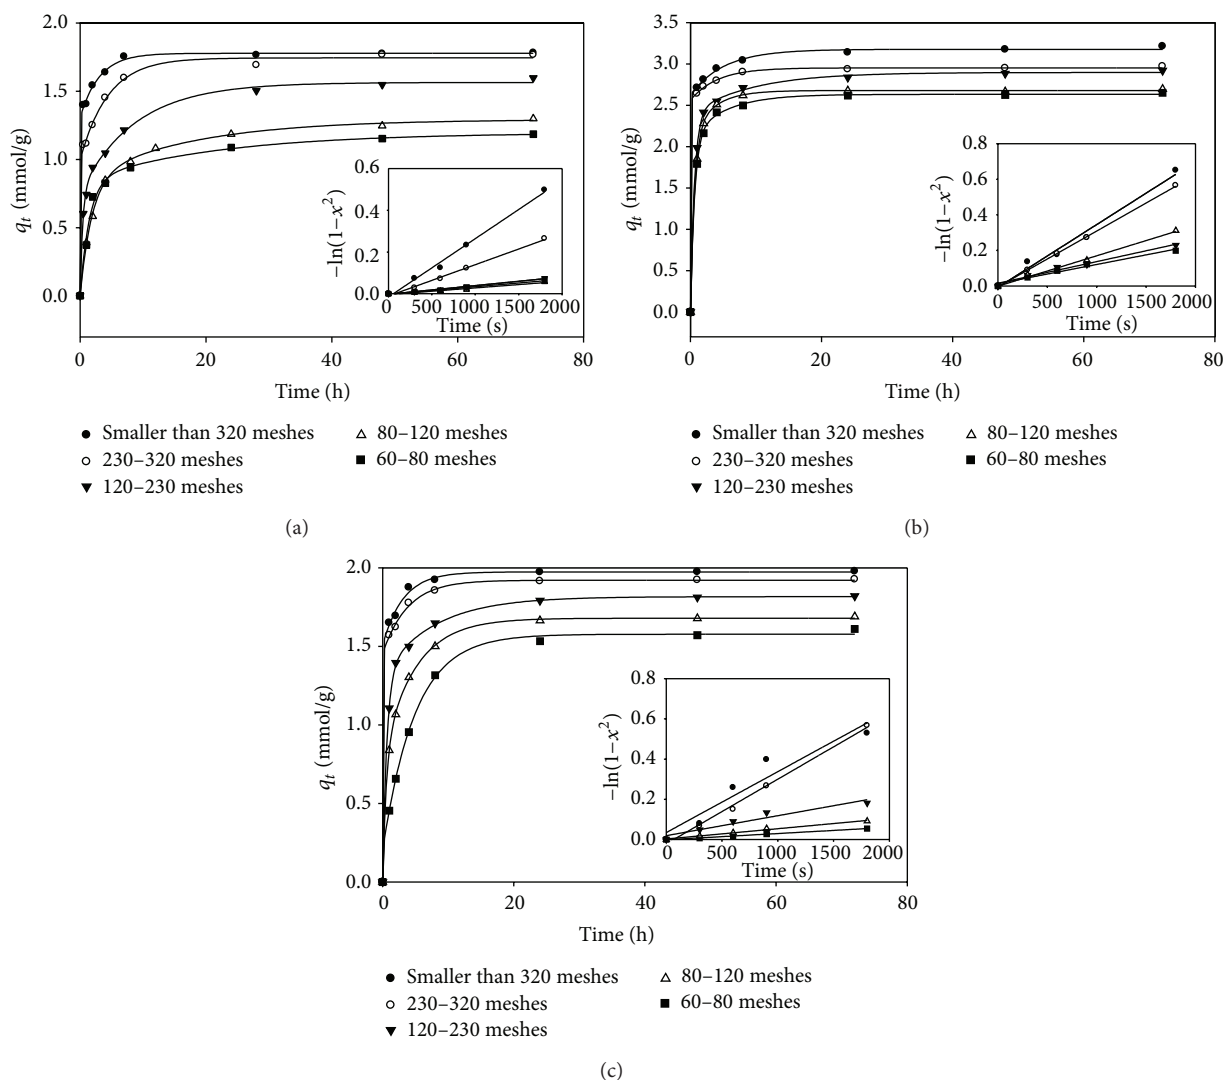 2.0
1.5
1.0
0.5
0.0
q_t (mmol/g)
0 20 40 60 80
Time (h)
0.6
0.4
0.2
0
−ln(1−x²)
0 500 1000 1500 2000
Time (s)
● Smaller than 320 meshes
○ 230–320 meshes
▼ 120–230 meshes
△ 80–120 meshes
■ 60–80 meshes
(a)
3.5
3.0
2.5
2.0
1.5
1.0
0.5
0.0
q_t (mmol/g)
0 20 40 60 80
Time (h)
0.8
0.6
0.4
0.2
0
−ln(1−x²)
0 500 1000 1500 2000
Time (s)
● Smaller than 320 meshes
○ 230–320 meshes
▼ 120–230 meshes
△ 80–120 meshes
■ 60–80 meshes
(b)
2.0
1.5
1.0
0.5
0.0
q_t (mmol/g)
0 20 40 60 80
Time (h)
0.8
0.6
0.4
0.2
0.0
−ln(1−x²)
0 500 1000 1500 2000
Time (s)
● Smaller than 320 meshes
○ 230–320 meshes
▼ 120–230 meshes
△ 80–120 meshes
■ 60–80 meshes
(c)